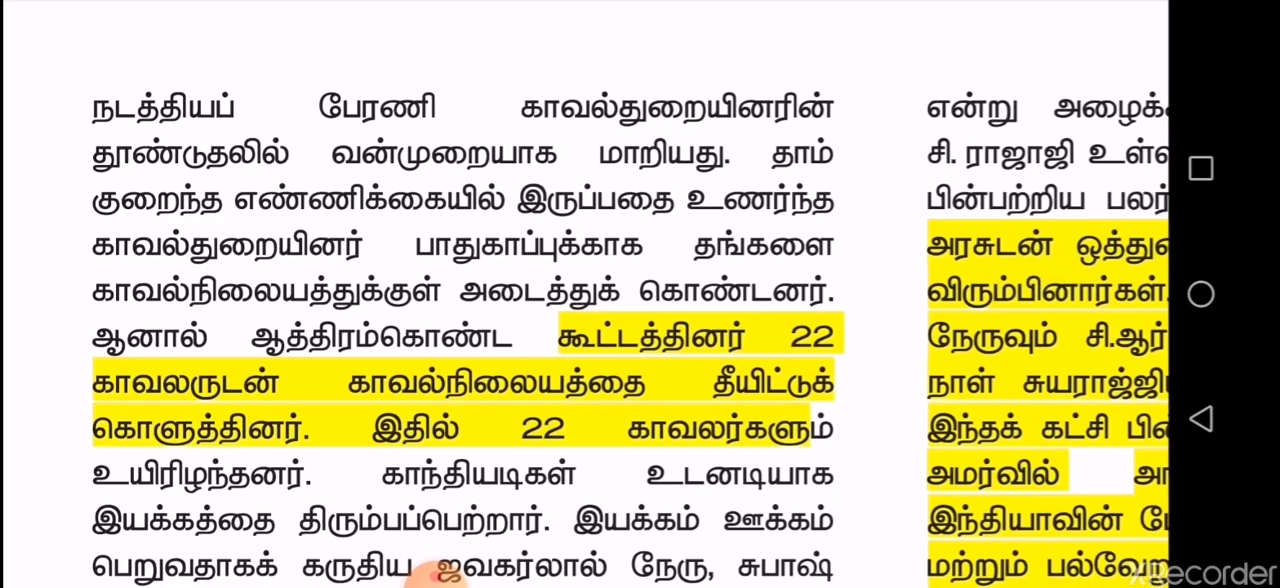 நடத்தியப் பேரணி காவல்துறையினரின்
தூண்டுதலில் வன்முறையாக மாறியது. தாம்
குறைந்த எண்ணிக்கையில் இருப்பதை உணர்ந்த
காவல்துறையினர் பாதுகாப்புக்காக தங்களை
காவல்நிலையத்துக்குள் அடைத்துக் கொண்டனர்.
ஆனால் ஆத்திரம்கொண்ட கூட்டத்தினர் 22
காவலருடன் காவல்நிலையத்தை தீயிட்டுக்
கொளுத்தினர். இதில் 22 காவலர்களும்
உயிரிழந்தனர். காந்தியடிகள் உடனடியாக
இயக்கத்தை திரும்பப்பெற்றார். இயக்கம் ஊக்கம்
பெறுவதாகக் கருதிய ஜவகர்லால் நேரு, சுபாஷ்
என்று
சி. ராஜாஜி
பின்பற்றிய பலர்
அரசுடன்
விரும்பினார்கள்.
நேருவும் சி.ஆர்
நாள்
இந்தக் கட்சி
அமர்வில்
இந்தியாவின்
மற்றும்
XRecorder